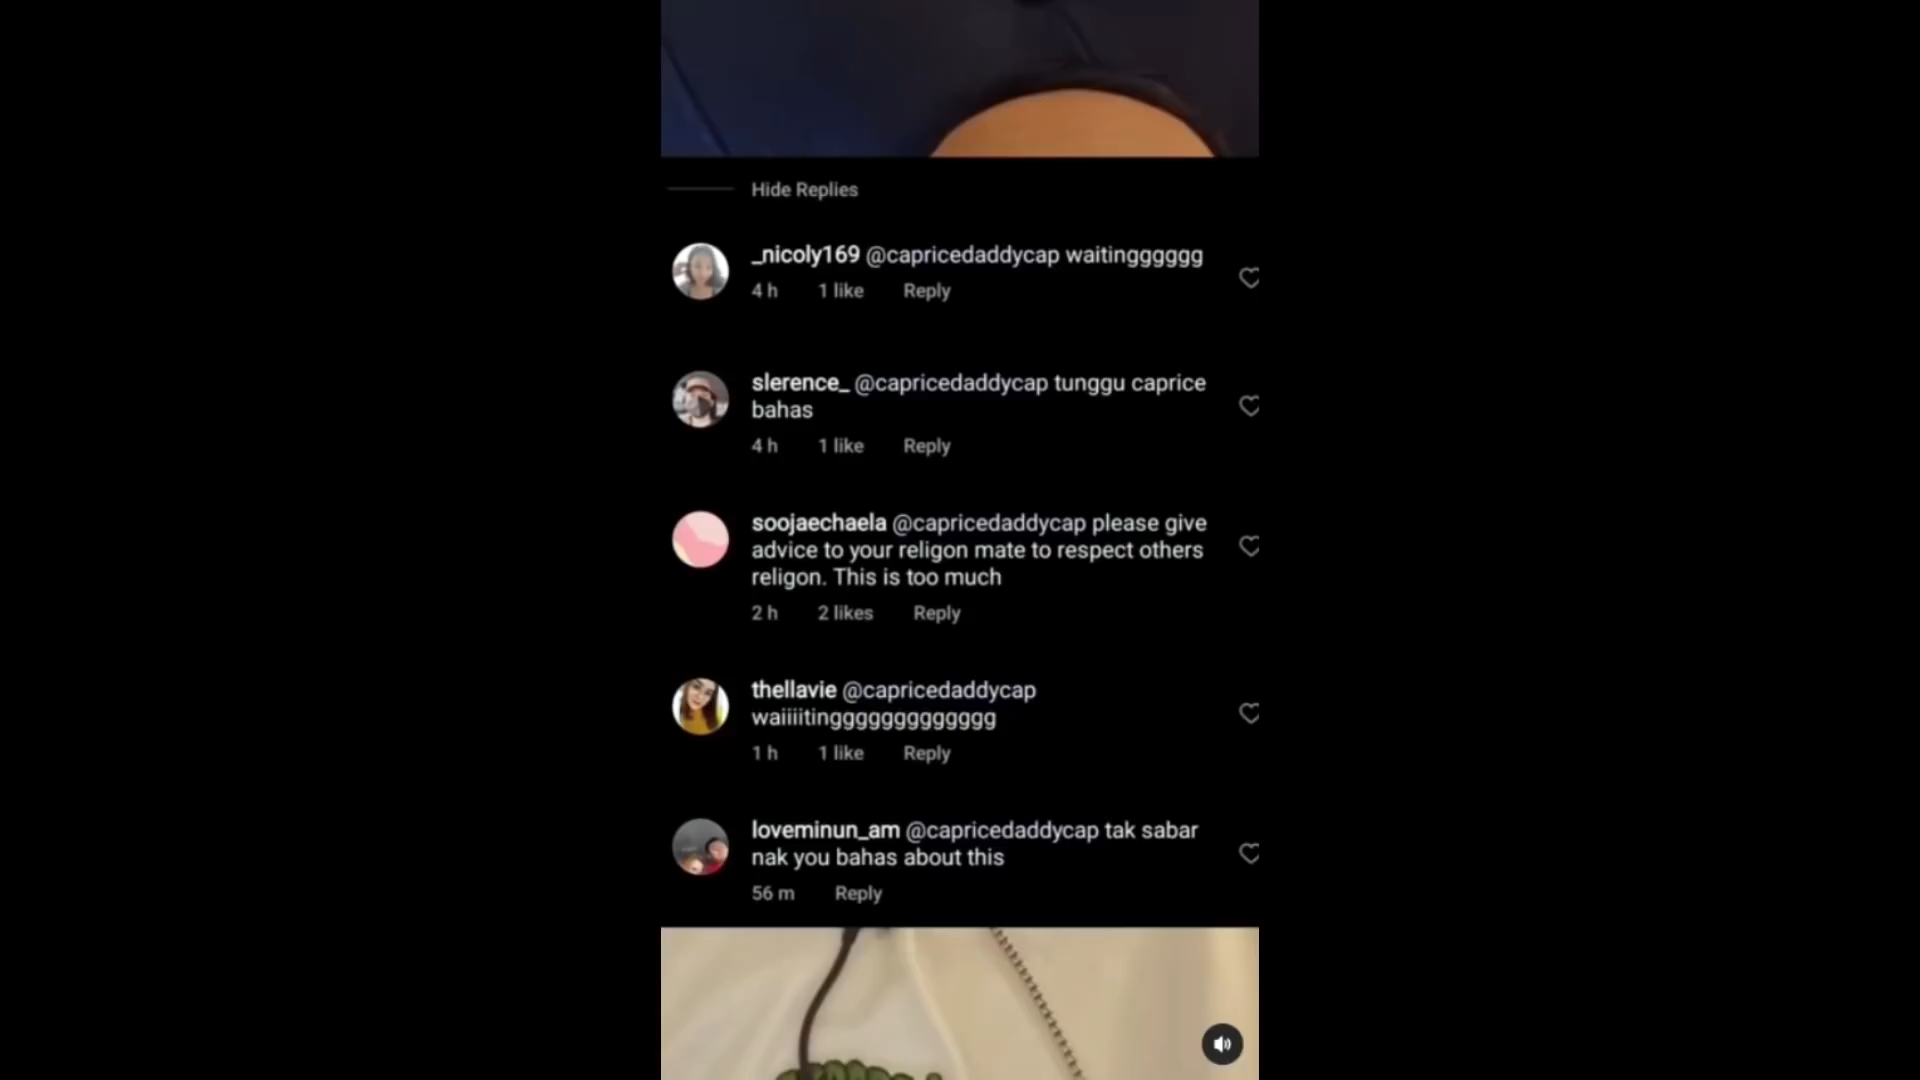 Hide Replies
_nicoly169 @capricedaddycap waitingggggg
4 h 1 like Reply
slerence_ @capricedaddycap tunggu caprice
bahas
4 h 1 like Reply
soojaechaela @capricedaddycap please give
advice to your religon mate to respect others
religon. This is too much
2 h 2 likes Reply
thellavie @capricedaddycap
waiiiitinggggggggggggg
1 h 1 like Reply
loveminun_am @capricedaddycap tak sabar
nak you bahas about this
56 m Reply